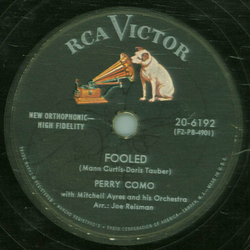 RCA VICTOR
NEW ORTHOPHONIC
HIGH FIDELITY
20-6192
(F2-PB-4901)
FOOLED
(Mann Curtis-Doris Tauber)
PERRY COMO
with Mitchell Ayres and his Orchestra
Arr.: Joe Reisman